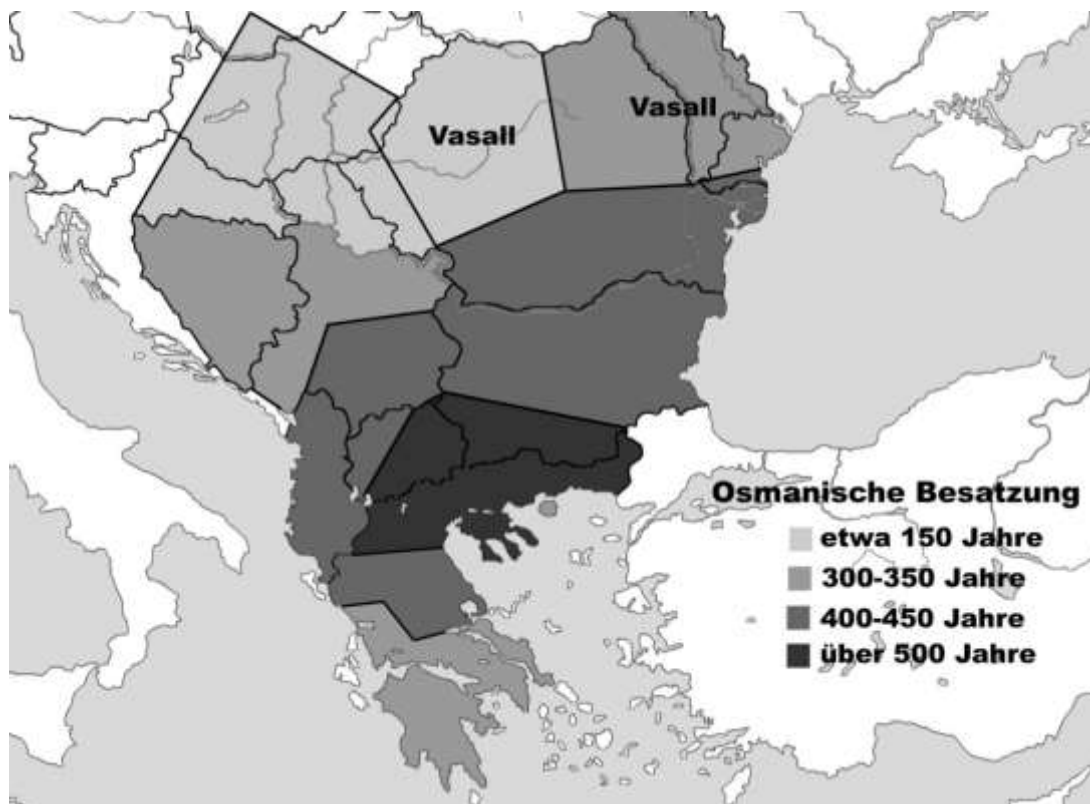 Vasall
Vasall
Osmanische Besatzung
etwa 150 Jahre
300-350 Jahre
400-450 Jahre
über 500 Jahre